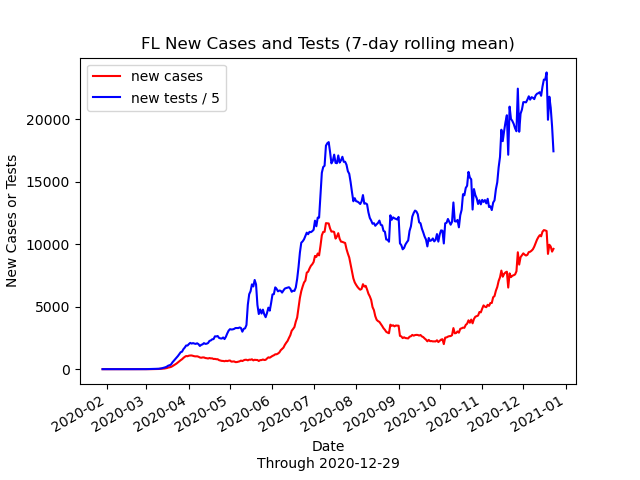 FL New Cases and Tests (7-day rolling mean)
new cases
new tests / 5
New Cases or Tests
20000
15000
10000
5000
0
2020-02
2020-03
2020-04
2020-05
2020-06
2020-07
2020-08
2020-09
2020-10
2020-11
2020-12
2021-01
Date
Through 2020-12-29